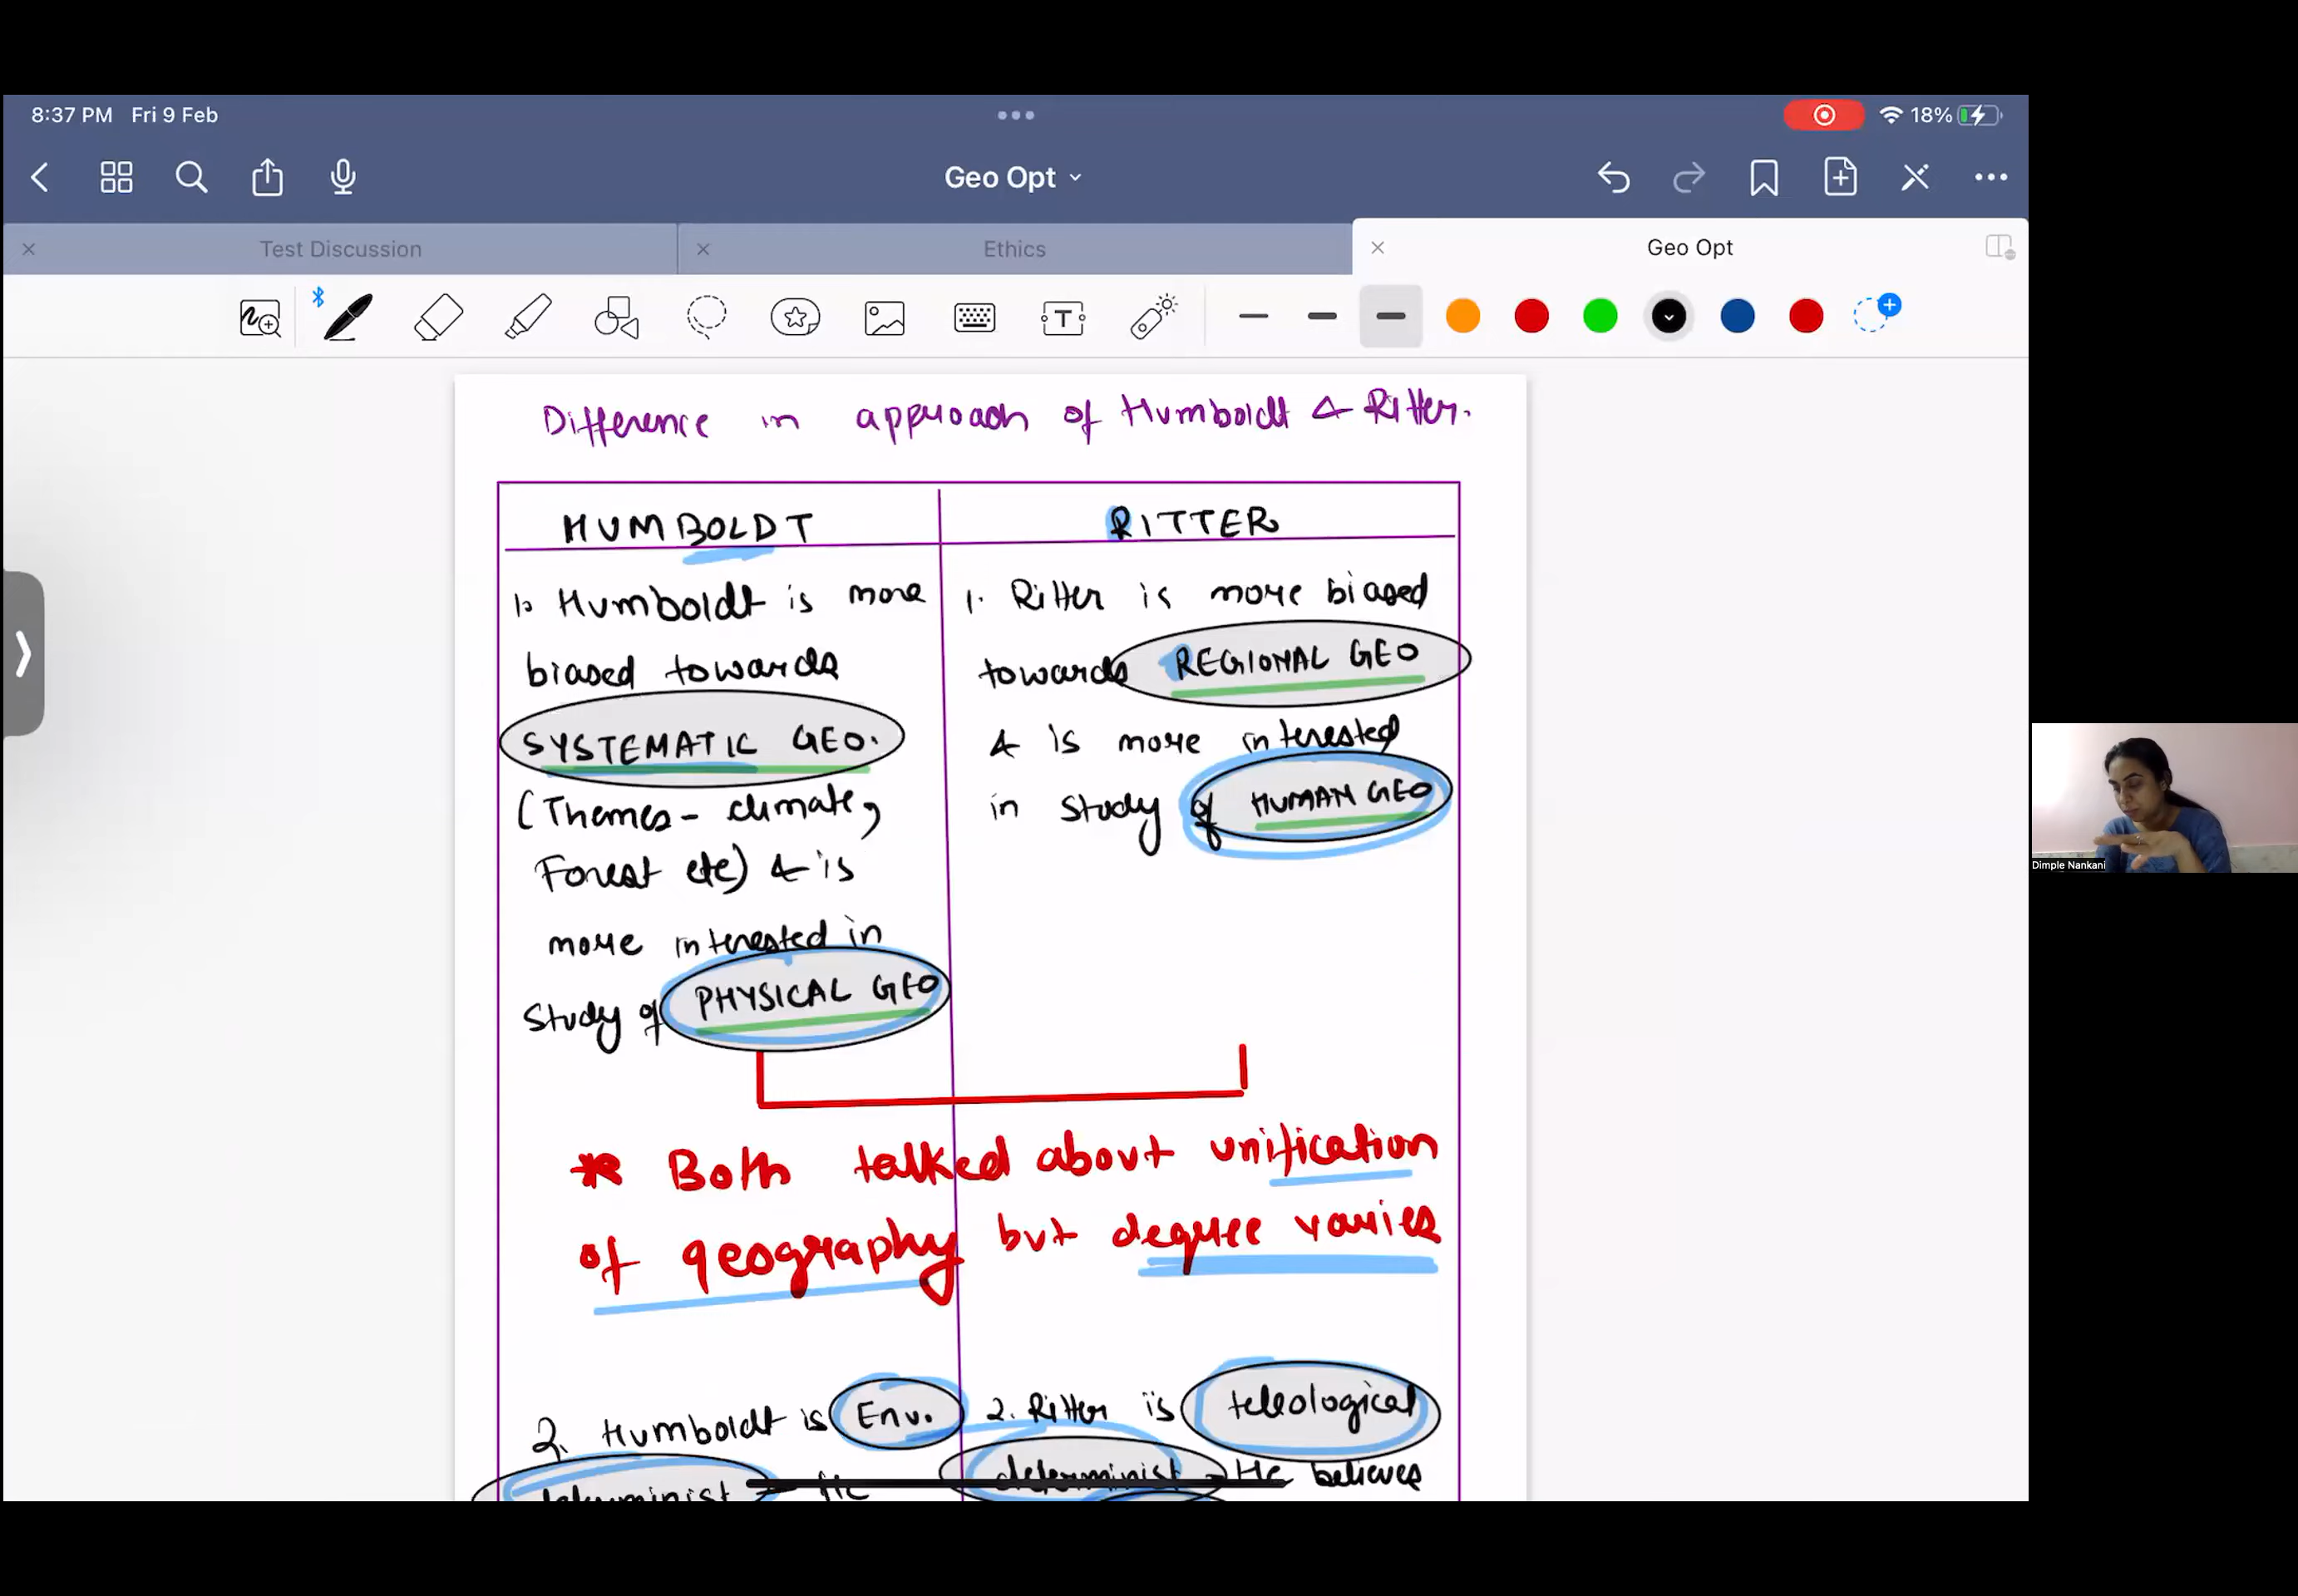 8:37 PM Fri 9 Feb
18%
Geo Opt
Test Discussion
Ethics
Geo Opt
T
Difference in approach of Humboldt & Ritter.
HUMBOLDT
1. Humboldt is more
biased towards
SYSTEMATIC GEO.
(Themes - climate,
Forest etc) & is
more interested in
study of PHYSICAL GEO
RITTER
1. Ritter is more biased
towards REGIONAL GEO
& is more interested
in study of HUMAN GEO
* Both talked about unification
of geography but degree varies
2. Humboldt is Env.
determinist - He
2. Ritter is teleological
determinist - He believes
Dimple Nankani